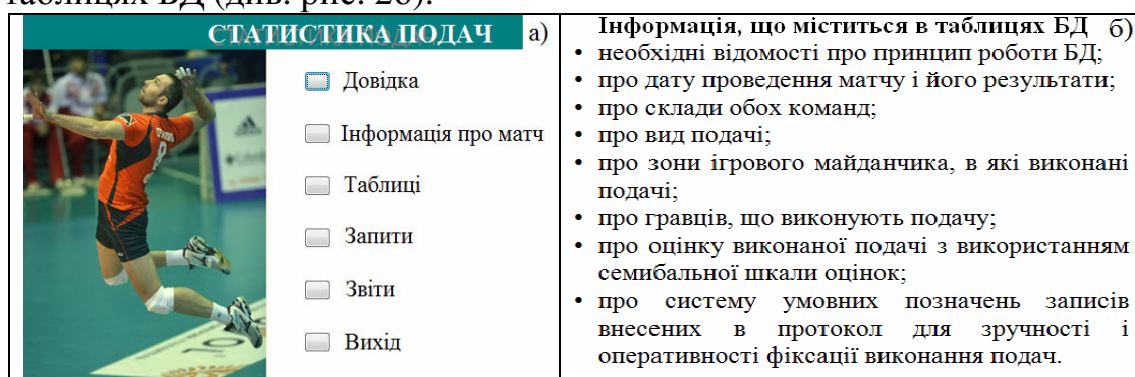 таблицях БД (див. рис. 26).
СТАТИСТИКА ПОДАЧ а)
Довідка
Інформація про матч
Таблиці
Запити
Звіти
Вихід
Інформація, що міститься в таблицях БД б)
• необхідні відомості про принцип роботи БД;
• про дату проведення матчу і його результати;
• про склади обох команд;
• про вид подачі;
• про зони ігрового майданчика, в які виконані
подачі;
• про гравців, що виконують подачу;
• про оцінку виконаної подачі з використанням
семибальної шкали оцінок;
• про систему умовних позначень записів
внесених в протокол для зручності і
оперативності фіксації виконання подач.